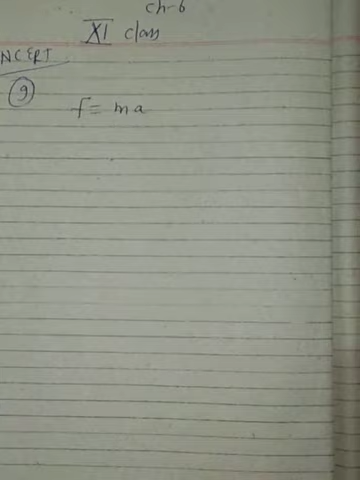 ch-6
XI class
NCERT
9
f = ma